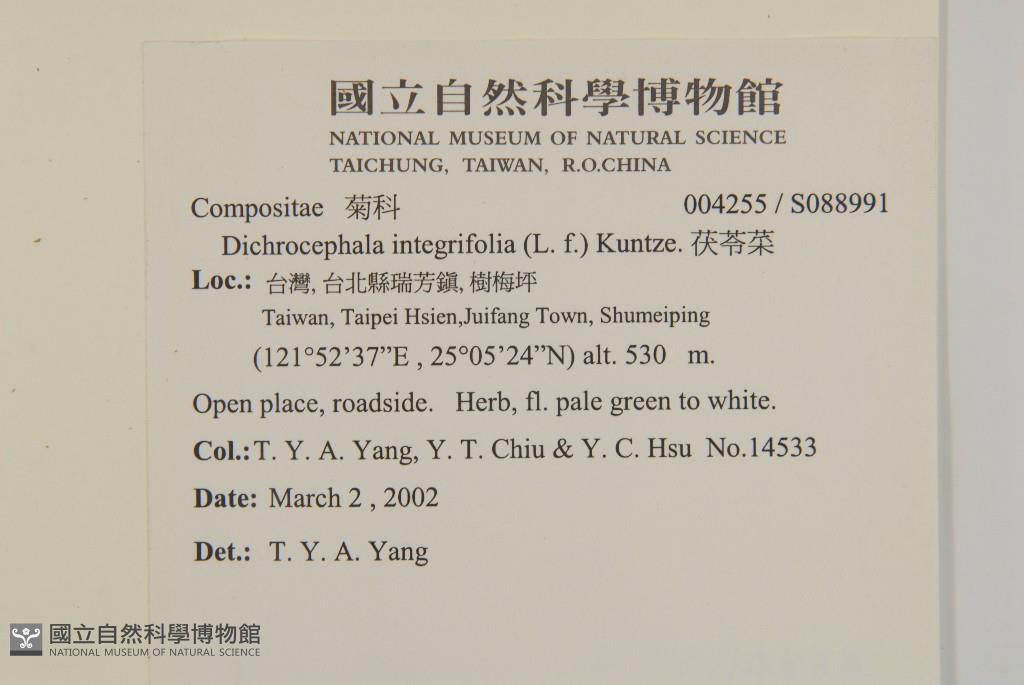 國立自然科學博物館
NATIONAL MUSEUM OF NATURAL SCIENCE
TAICHUNG, TAIWAN, R.O.CHINA
Compositae 菊科 004255 / S088991
Dichrocephala integrifolia (L. f.) Kuntze. 茯苓菜
Loc.: 台灣, 台北縣瑞芳鎮, 樹梅坪
Taiwan, Taipei Hsien,Juifang Town, Shumeiping
(121°52’37”E , 25°05’24”N) alt. 530 m.
Open place, roadside. Herb, fl. pale green to white.
Col.:T. Y. A. Yang, Y. T. Chiu & Y. C. Hsu No.14533
Date: March 2 , 2002
Det.: T. Y. A. Yang
國立自然科學博物館
NATIONAL MUSEUM OF NATURAL SCIENCE